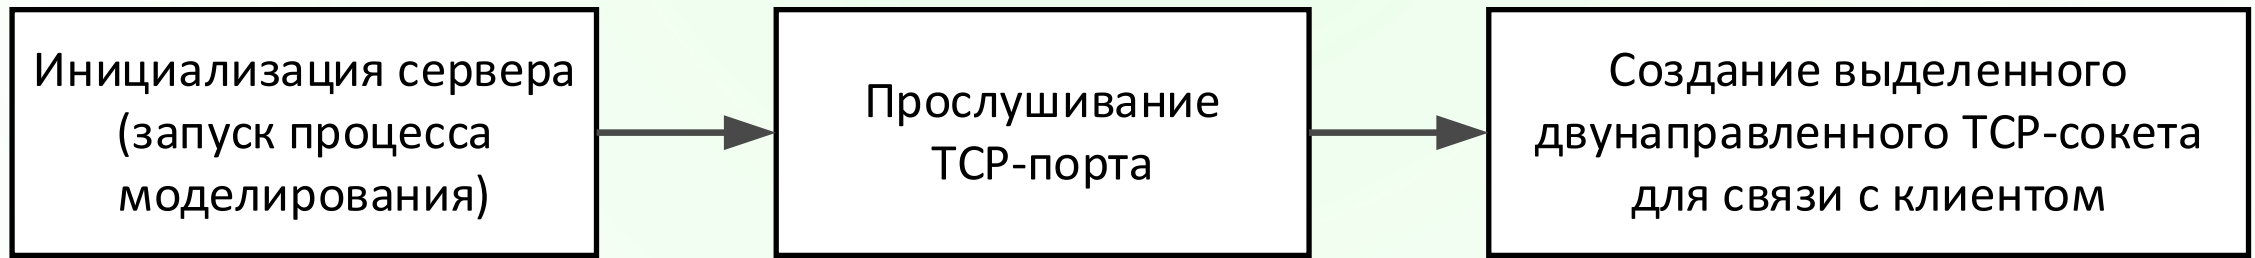 Инициализация сервера
(запуск процесса
моделирования)
Прослушивание
TCP-порта
Создание выделенного
двунаправленного TCP-сокета
для связи с клиентом